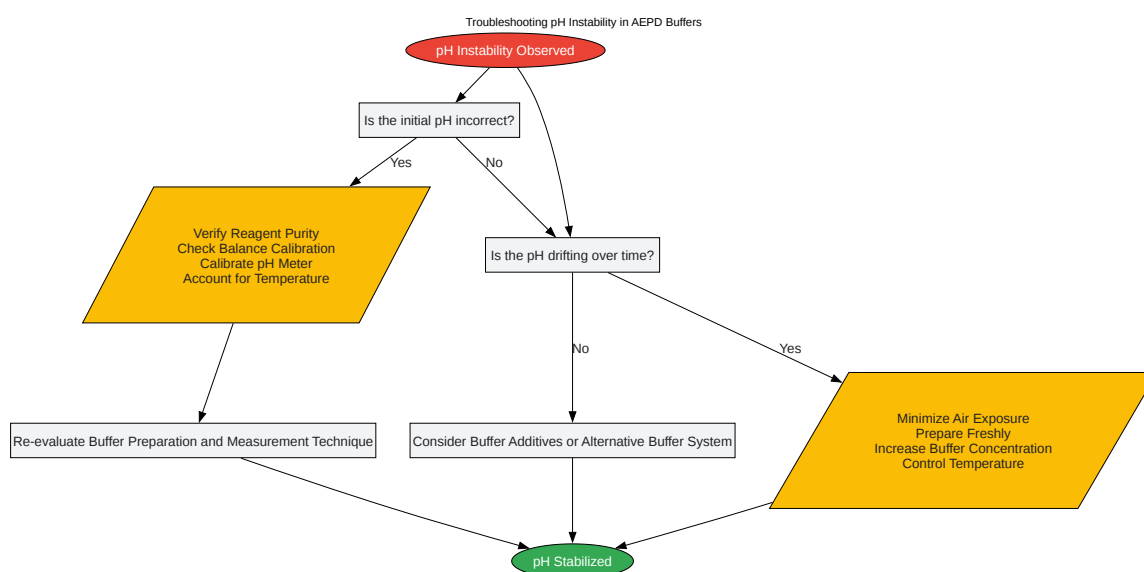 Troubleshooting pH Instability in AEPD Buffers
pH Instability Observed
Is the initial pH incorrect?
Yes
No
Verify Reagent Purity
Check Balance Calibration
Calibrate pH Meter
Account for Temperature
Is the pH drifting over time?
No
Yes
Minimize Air Exposure
Prepare Freshly
Increase Buffer Concentration
Control Temperature
Re-evaluate Buffer Preparation and Measurement Technique
Consider Buffer Additives or Alternative Buffer System
pH Stabilized